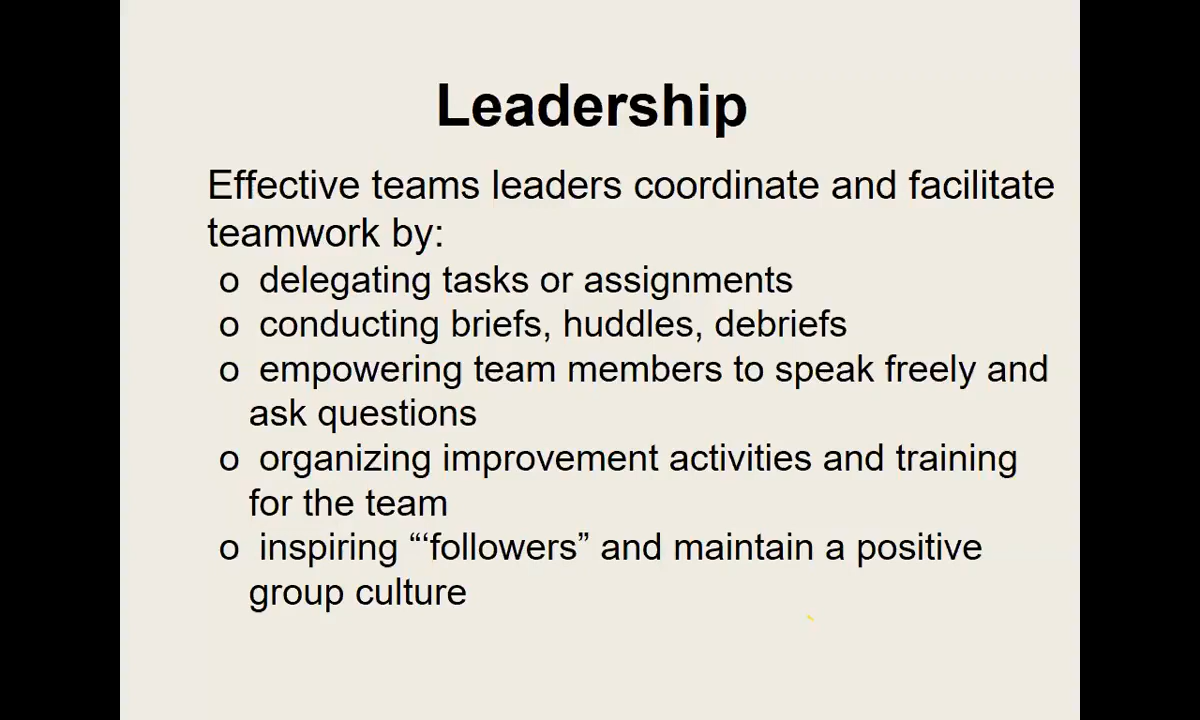 Leadership
Effective teams leaders coordinate and facilitate
teamwork by:
o delegating tasks or assignments
o conducting briefs, huddles, debriefs
o empowering team members to speak freely and
ask questions
o organizing improvement activities and training
for the team
o inspiring “‘followers” and maintain a positive
group culture